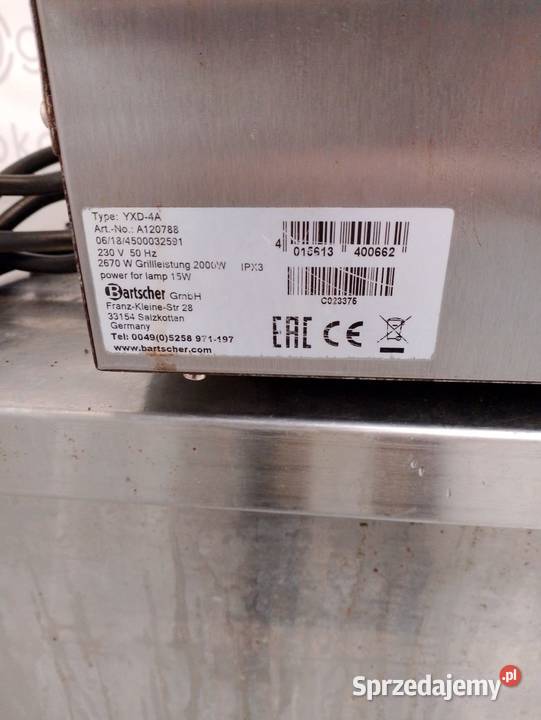 Type: YXD-4A
Art.-No.: A120788
06/18/4500032591
230 V 50 Hz
2670 W Grillleistung 2000W IPX3
power for lamp 15W
Bartscher GmbH
Franz-Kleine-Str 28
33154 Salzkotten
Germany
Tel: 0049(0)5258 971-197
www.bartscher.com
4 015613 400662
C023375
EAC CE
Sprzedajemy.pl